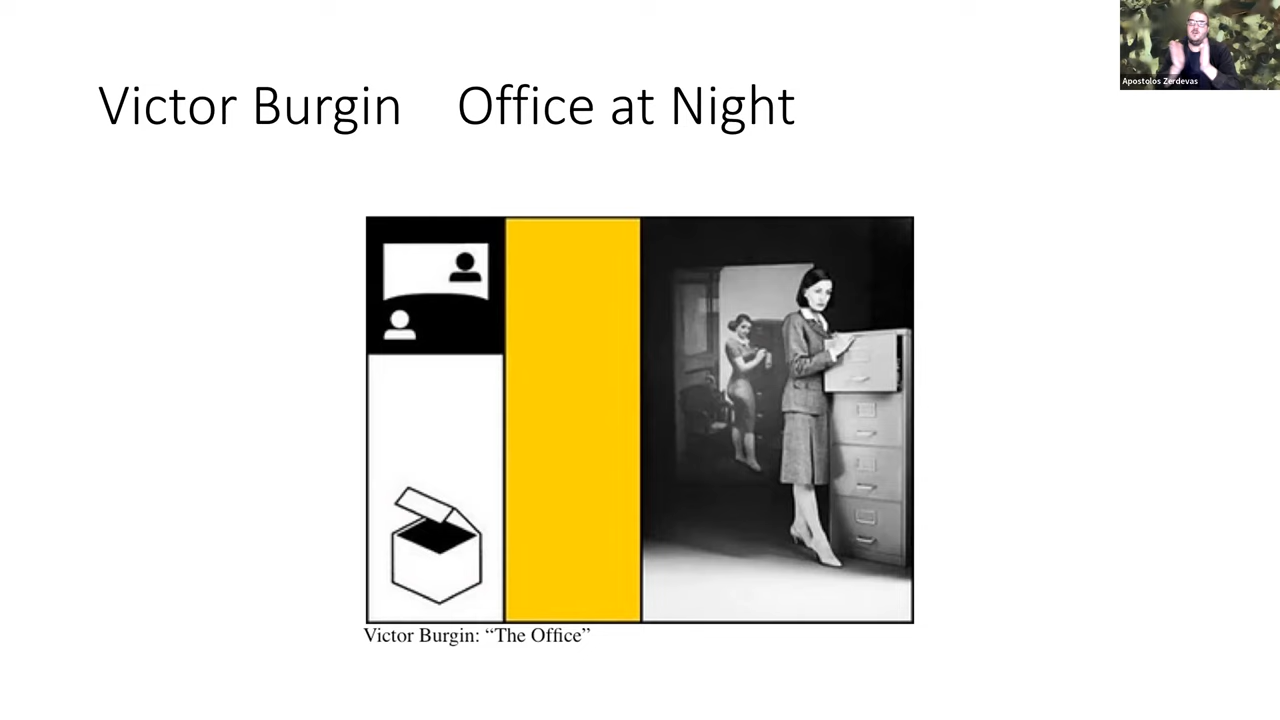 Victor Burgin    Office at Night
Apostolos Zerdevas
Victor Burgin: “The Office”